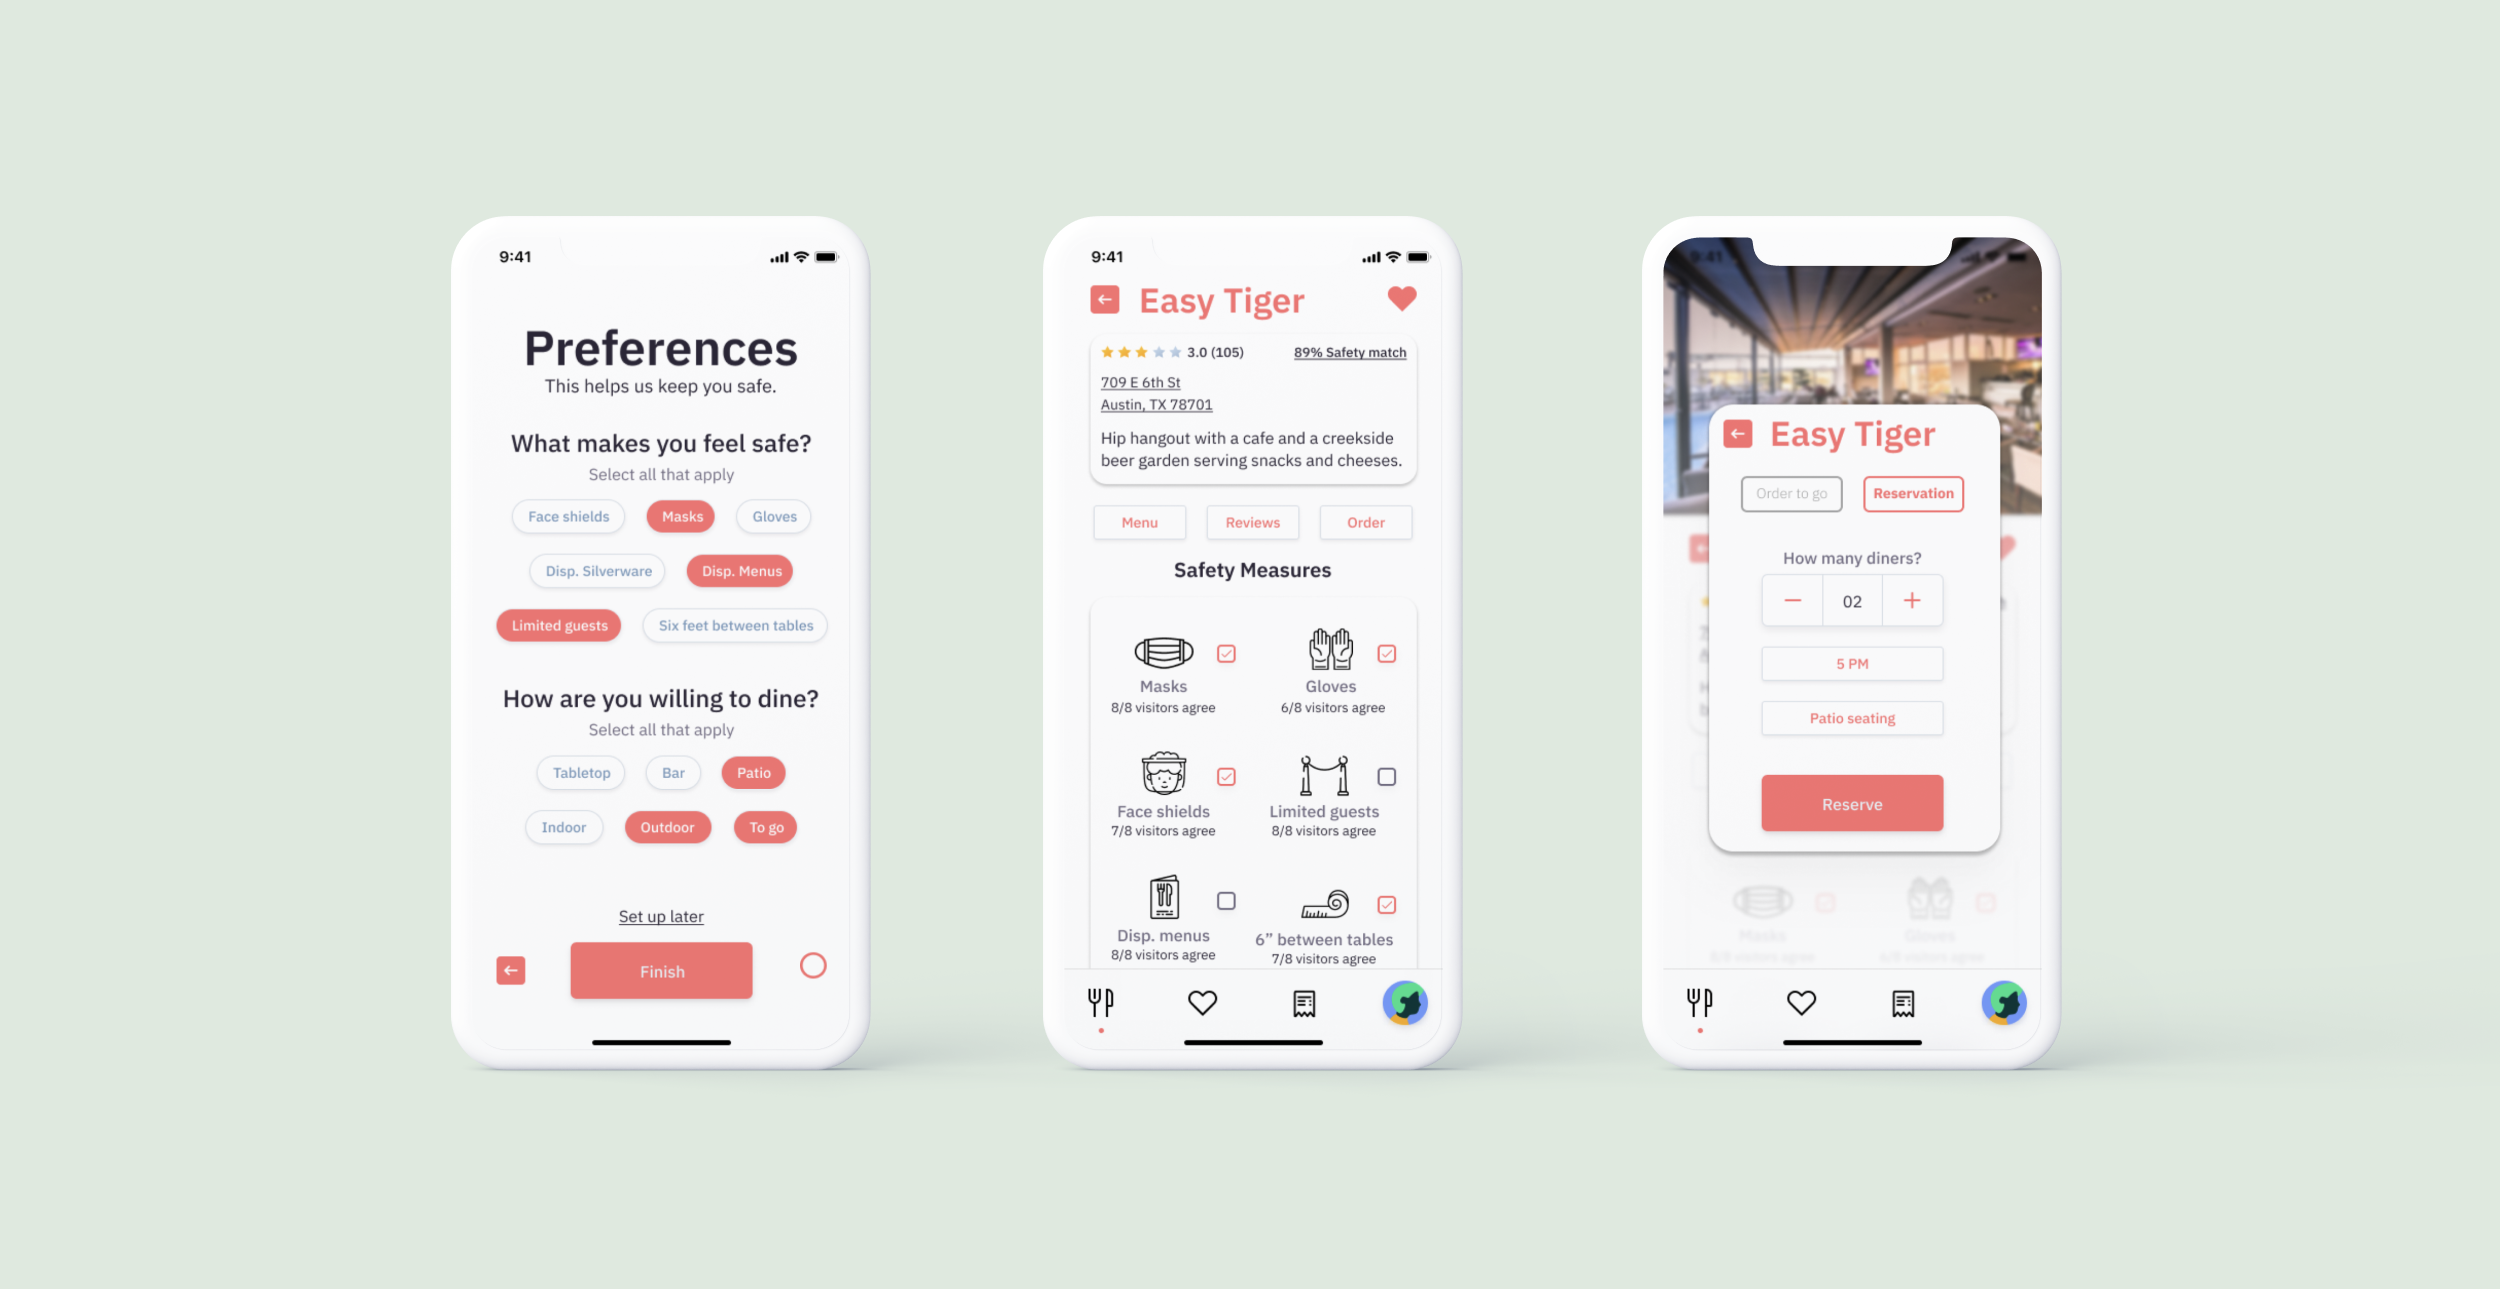 9:41
Preferences
This helps us keep you safe.
What makes you feel safe?
Select all that apply
Face shields
Masks
Gloves
Disp. Silverware
Disp. Menus
Limited guests
Six feet between tables
How are you willing to dine?
Select all that apply
Tabletop
Bar
Patio
Indoor
Outdoor
To go
Set up later
Finish
9:41
Easy Tiger
3.0 (105)
89% Safety match
709 E 6th St
Austin, TX 78701
Hip hangout with a cafe and a creekside
beer garden serving snacks and cheeses.
Menu
Reviews
Order
Safety Measures
Masks
8/8 visitors agree
Gloves
6/8 visitors agree
Face shields
7/8 visitors agree
Limited guests
8/8 visitors agree
Disp. menus
8/8 visitors agree
6” between tables
7/8 visitors agree
9:41
Easy Tiger
Order to go
Reservation
How many diners?
02
5 PM
Patio seating
Reserve
Masks
Gloves